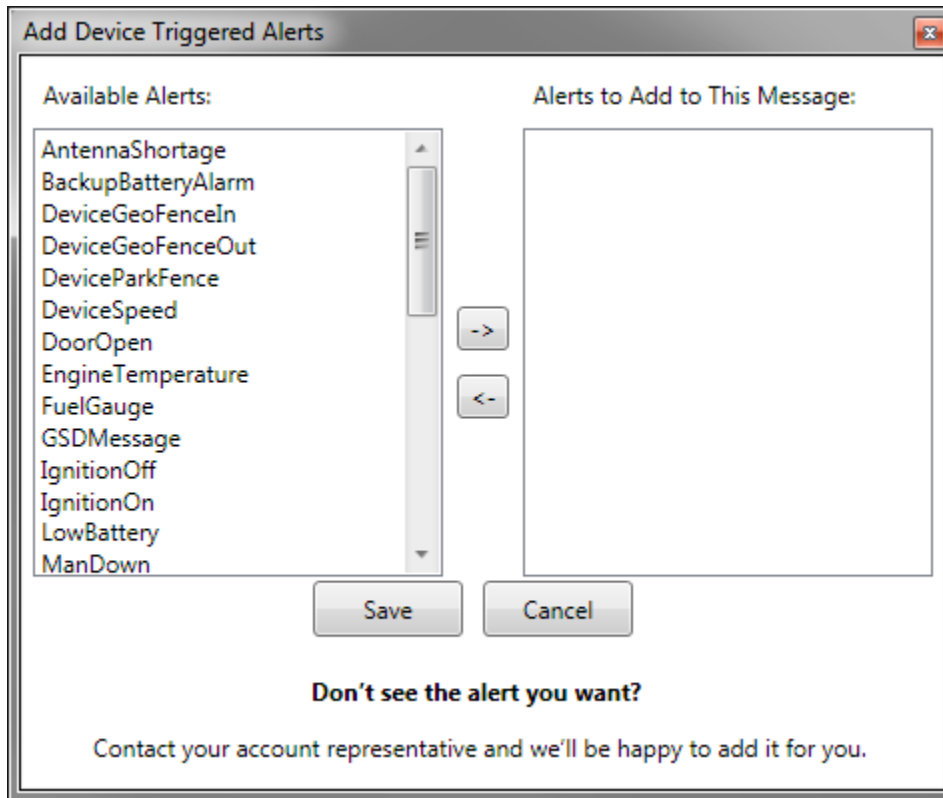 Add Device Triggered Alerts
Available Alerts:
Alerts to Add to This Message:
AntennaShortage
BackupBatteryAlarm
DeviceGeoFenceIn
DeviceGeoFenceOut
DeviceParkFence
DeviceSpeed
DoorOpen
EngineTemperature
FuelGauge
GSDMessage
IgnitionOff
IgnitionOn
LowBattery
ManDown
->
<-
Save
Cancel
Don't see the alert you want?
Contact your account representative and we'll be happy to add it for you.